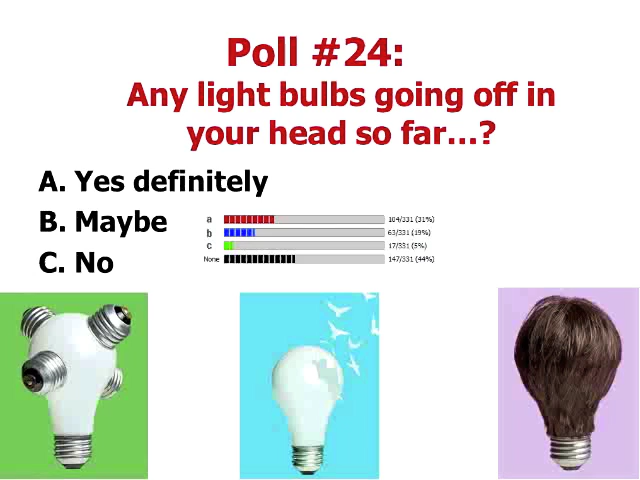 Poll #24:
Any light bulbs going off in
your head so far...?
A. Yes definitely
B. Maybe
C. No
a 104/331 (31%)
b 63/331 (19%)
c 17/331 (5%)
None 147/331 (44%)